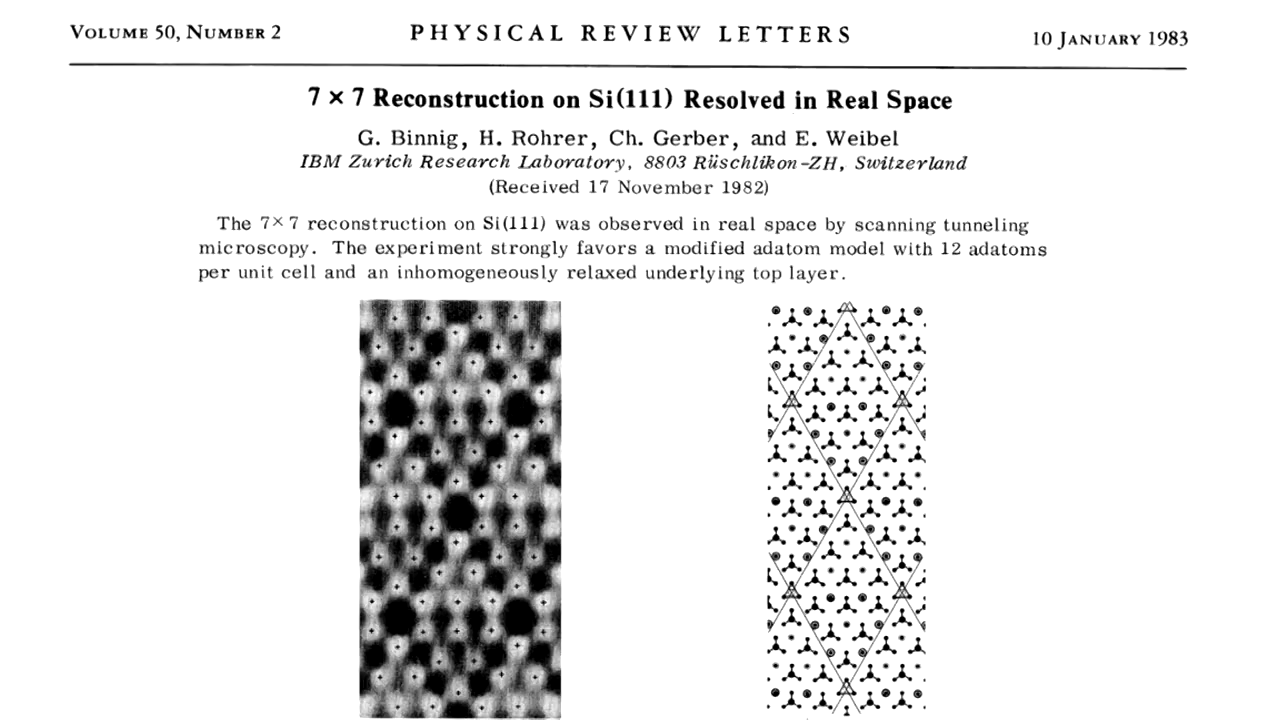 VOLUME 50, NUMBER 2 PHYSICAL REVIEW LETTERS 10 JANUARY 1983
7 × 7 Reconstruction on Si(111) Resolved in Real Space
G. Binnig, H. Rohrer, Ch. Gerber, and E. Weibel
IBM Zurich Research Laboratory, 8803 Rüschlikon-ZH, Switzerland
(Received 17 November 1982)
The 7×7 reconstruction on Si(111) was observed in real space by scanning tunneling
microscopy. The experiment strongly favors a modified adatom model with 12 adatoms
per unit cell and an inhomogeneously relaxed underlying top layer.